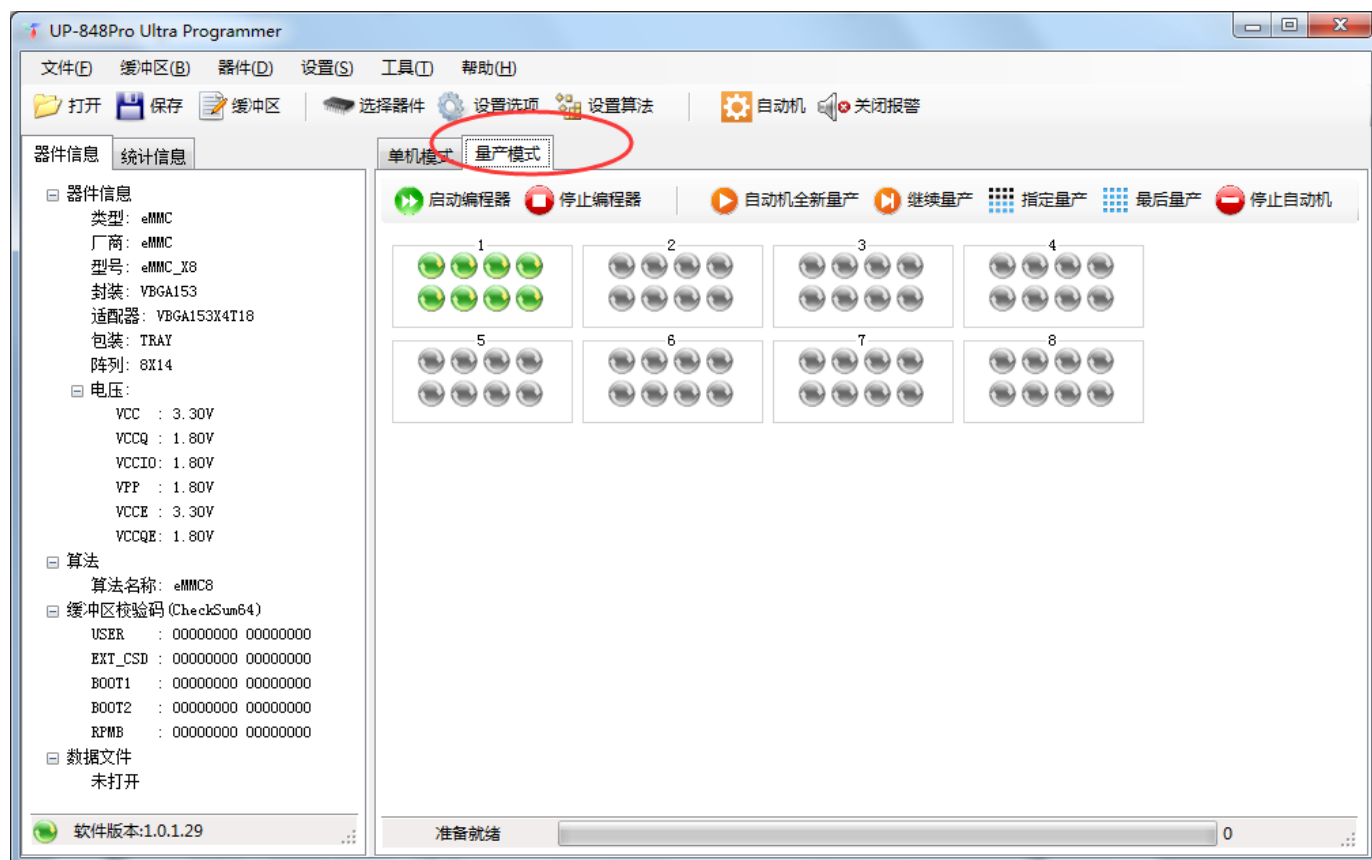 UP-848Pro Ultra Programmer
文件(F) 缓冲区(B) 器件(D) 设置(S) 工具(T) 帮助(H)
打开 保存 缓冲区 选择器件 设置选项 设置算法 自动机 关闭报警
器件信息 统计信息
器件信息
类型: eMMC
厂商: eMMC
型号: eMMC_X8
封装: VBGA153
适配器: VBGA153X4T18
包装: TRAY
阵列: 8X14
电压:
VCC : 3.30V
VCCQ : 1.80V
VCCIO: 1.80V
VPP : 1.80V
VCCE : 3.30V
VCCQE: 1.80V
算法
算法名称: eMMC8
缓冲区校验码(CheckSum64)
USER : 00000000 00000000
EXT_CSD : 00000000 00000000
BOOT1 : 00000000 00000000
BOOT2 : 00000000 00000000
RPMB : 00000000 00000000
数据文件
未打开
软件版本:1.0.1.29
单机模式 量产模式
启动编程器 停止编程器 自动机全新量产 继续量产 指定量产 最后量产 停止自动机
1 2 3 4
5 6 7 8
准备就绪 0